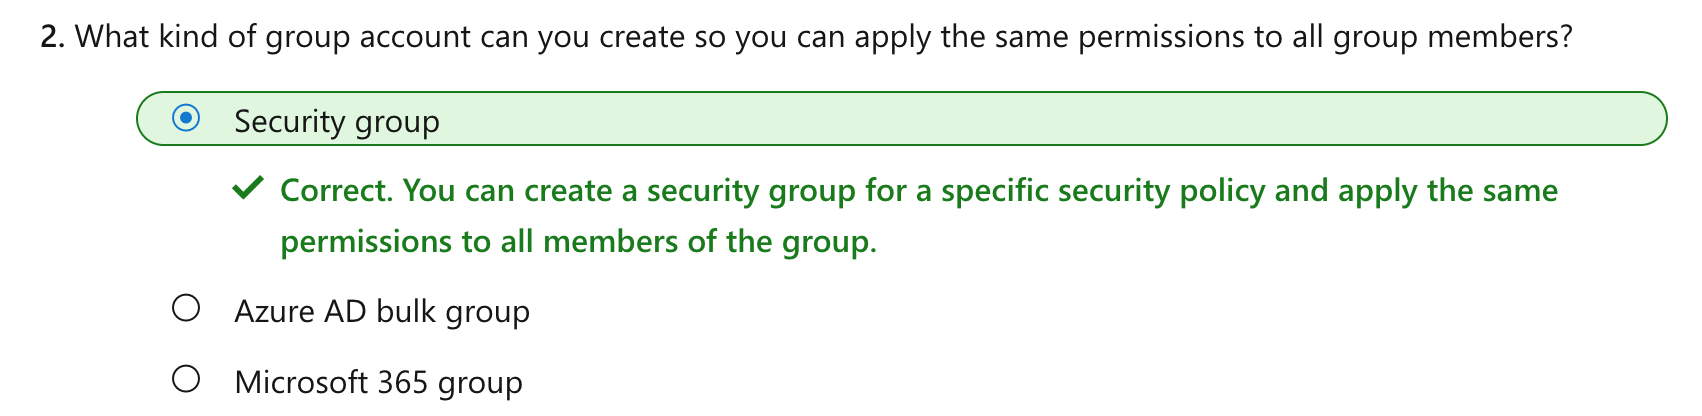 2. What kind of group account can you create so you can apply the same permissions to all group members?
Security group
Correct. You can create a security group for a specific security policy and apply the same
permissions to all members of the group.
Azure AD bulk group
Microsoft 365 group